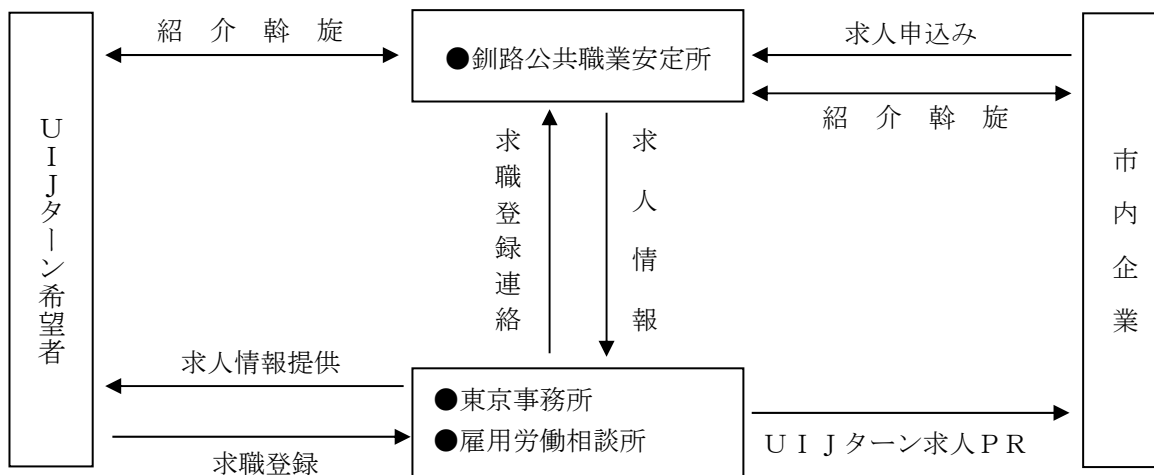 紹 介 斡 旋
求人申込み
●釧路公共職業安定所
紹 介 斡 旋
ＵＩＪターン希望者
求職登録連絡
求人情報
市内企業
求人情報提供
●東京事務所
●雇用労働相談所
求職登録
ＵＩＪターン求人ＰＲ